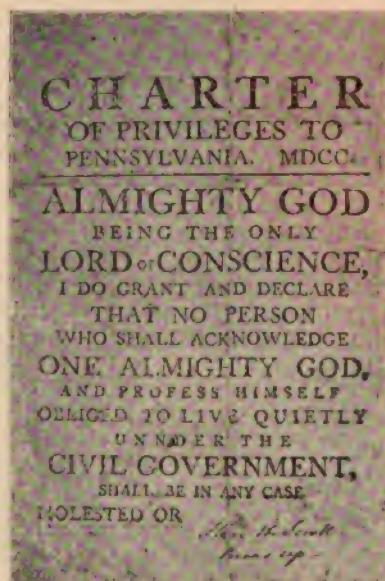 CHARTER
OF PRIVILEGES TO
PENNSYLVANIA. MDCC.
ALMIGHTY GOD
BEING THE ONLY
LORD OF CONSCIENCE,
I DO GRANT AND DECLARE
THAT NO PERSON
WHO SHALL ACKNOWLEDGE
ONE ALMIGHTY GOD,
AND PROFESS HIMSELF
OBLIGED TO LIVE QUIETLY
UNNDER THE
CIVIL GOVERNMENT,
SHALL BE IN ANY CASE
MOLESTED OR